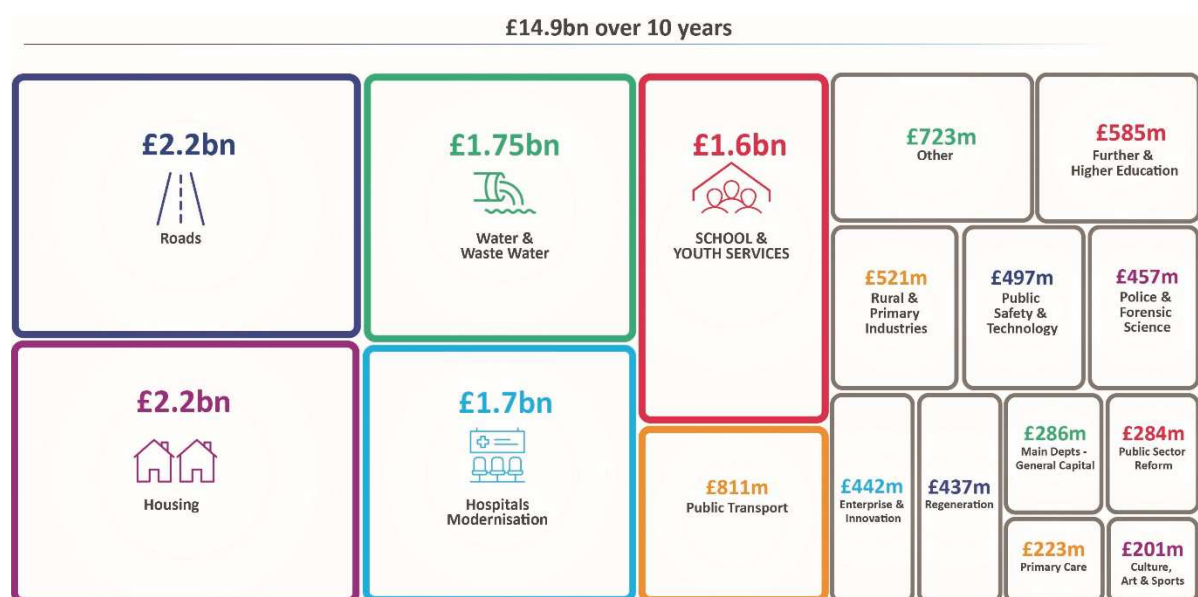 £14.9bn over 10 years
£2.2bn
Roads
£1.75bn
Water &
Waste Water
£1.6bn
SCHOOL &
YOUTH SERVICES
£723m
Other
£585m
Further &
Higher Education
£521m
Rural &
Primary
Industries
£497m
Public
Safety &
Technology
£457m
Police &
Forensic
Science
£2.2bn
Housing
£1.7bn
Hospitals
Modernisation
£811m
Public Transport
£442m
Enterprise &
Innovation
£437m
Regeneration
£286m
Main Depts -
General Capital
£284m
Public Sector
Reform
£223m
Primary Care
£201m
Culture,
Art & Sports